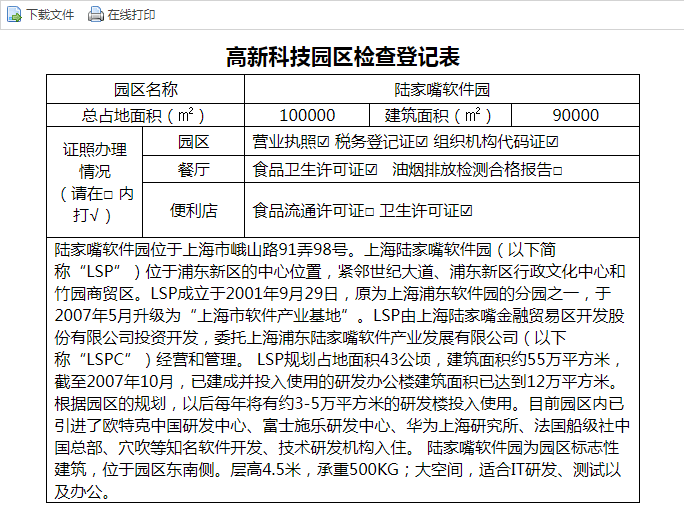 下载文件 在线打印
高新科技园区检查登记表
园区名称 陆家嘴软件园
总占地面积（㎡） 100000 建筑面积（㎡） 90000
证照办理
情况
（请在□ 内
打√ ）
园区 营业执照☑ 税务登记证☑ 组织机构代码证☑
餐厅 食品卫生许可证☑ 油烟排放检测合格报告□
便利店 食品流通许可证□ 卫生许可证☑
陆家嘴软件园位于上海市峨山路91弄98号。上海陆家嘴软件园（以下简
称“LSP”）位于浦东新区的中心位置，紧邻世纪大道、浦东新区行政文化中心和
竹园商贸区。LSP成立于2001年9月29日，原为上海浦东软件园的分园之一，于
2007年5月升级为“上海市软件产业基地”。LSP由上海陆家嘴金融贸易区开发股
份有限公司投资开发，委托上海浦东陆家嘴软件产业发展有限公司（以下
称“LSPC”）经营和管理。 LSP规划占地面积43公顷，建筑面积约55万平方米，
截至2007年10月，已建成并投入使用的研发办公楼建筑面积已达到12万平方米。
根据园区的规划，以后每年将有约3-5万平方米的研发楼投入使用。目前园区内已
引进了欧特克中国研发中心、富士施乐研发中心、华为上海研究所、法国船级社中
国总部、穴吹等知名软件开发、技术研发机构入住。 陆家嘴软件园为园区标志性
建筑，位于园区东南侧。层高4.5米，承重500KG；大空间，适合IT研发、测试以
及办公。